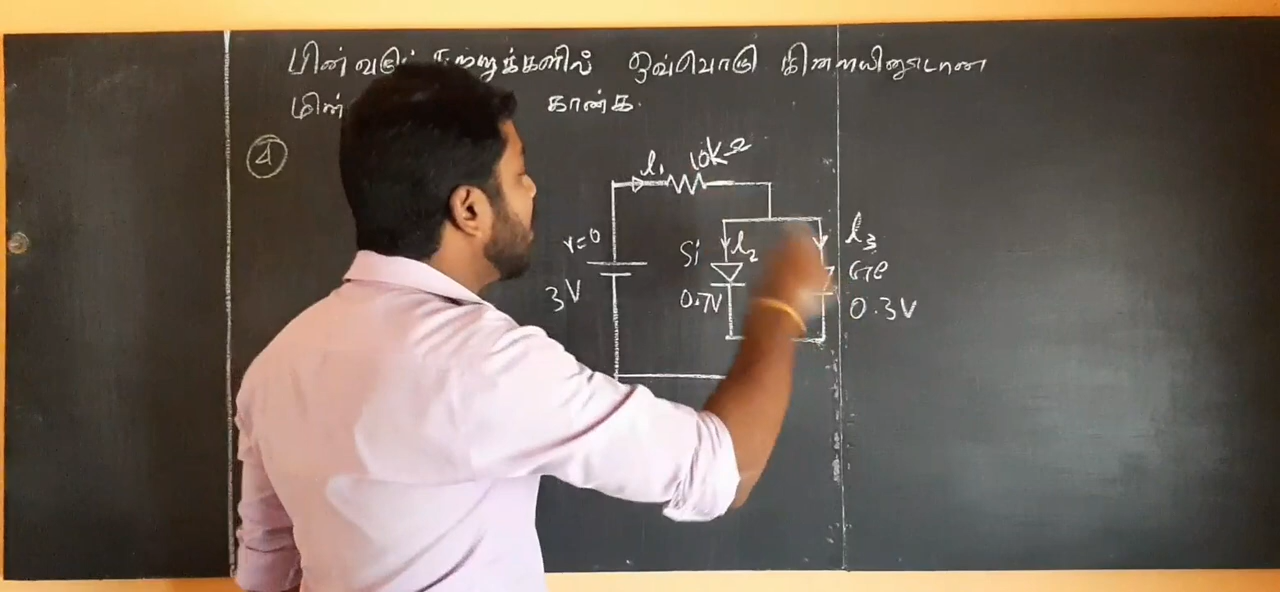 பின்வரும் சுற்றுக்களில் ஒவ்வொரு கிளையினூடான
மின் காண்க.
4
I₁ 10kΩ
r=0
3V
Si I₂
0.7V
I₃
Ge
0.3V